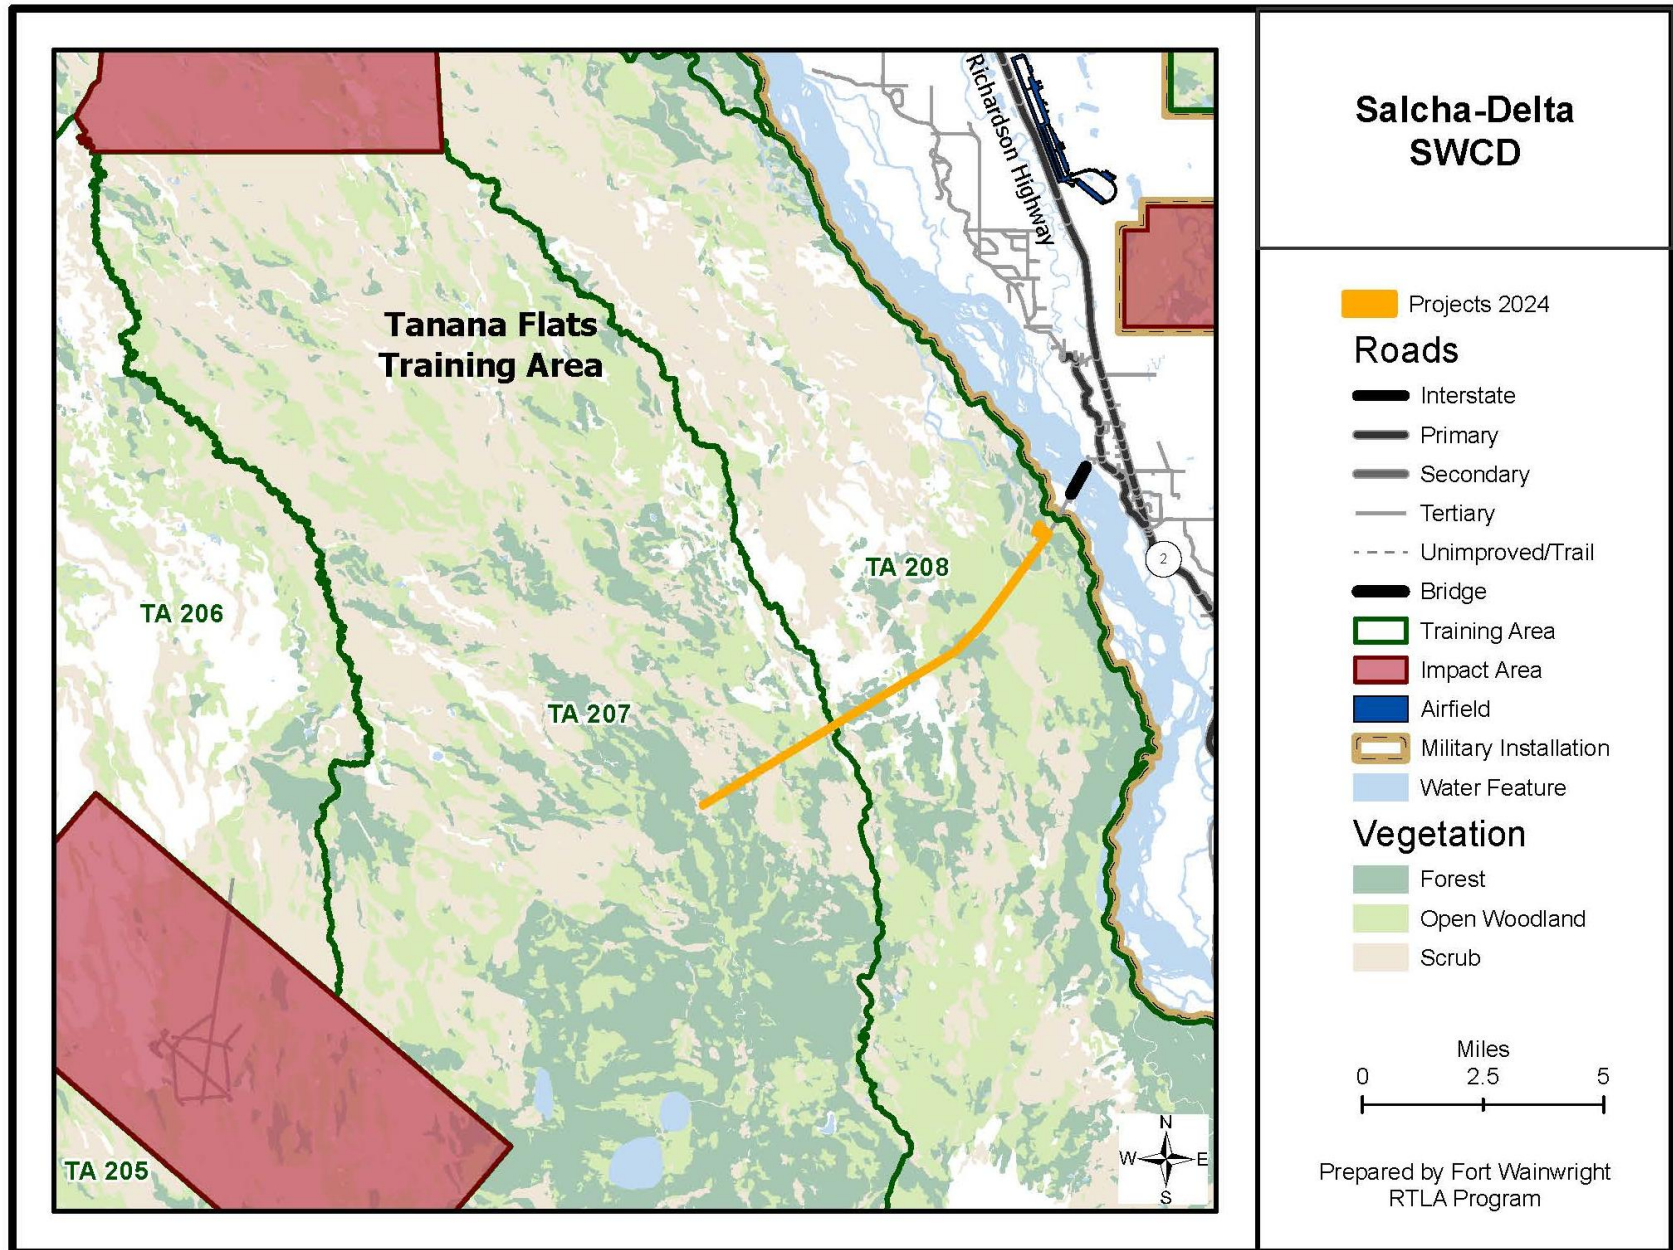 Richardson Highway
Tanana Flats
Training Area
TA 208
2
TA 206
TA 207
TA 205
N
W
E
S
Salcha-Delta
SWCD
Projects 2024
Roads
Interstate
Primary
Secondary
Tertiary
Unimproved/Trail
Bridge
Training Area
Impact Area
Airfield
Military Installation
Water Feature
Vegetation
Forest
Open Woodland
Scrub
Miles
0 2.5 5
Prepared by Fort Wainwright
RTLA Program